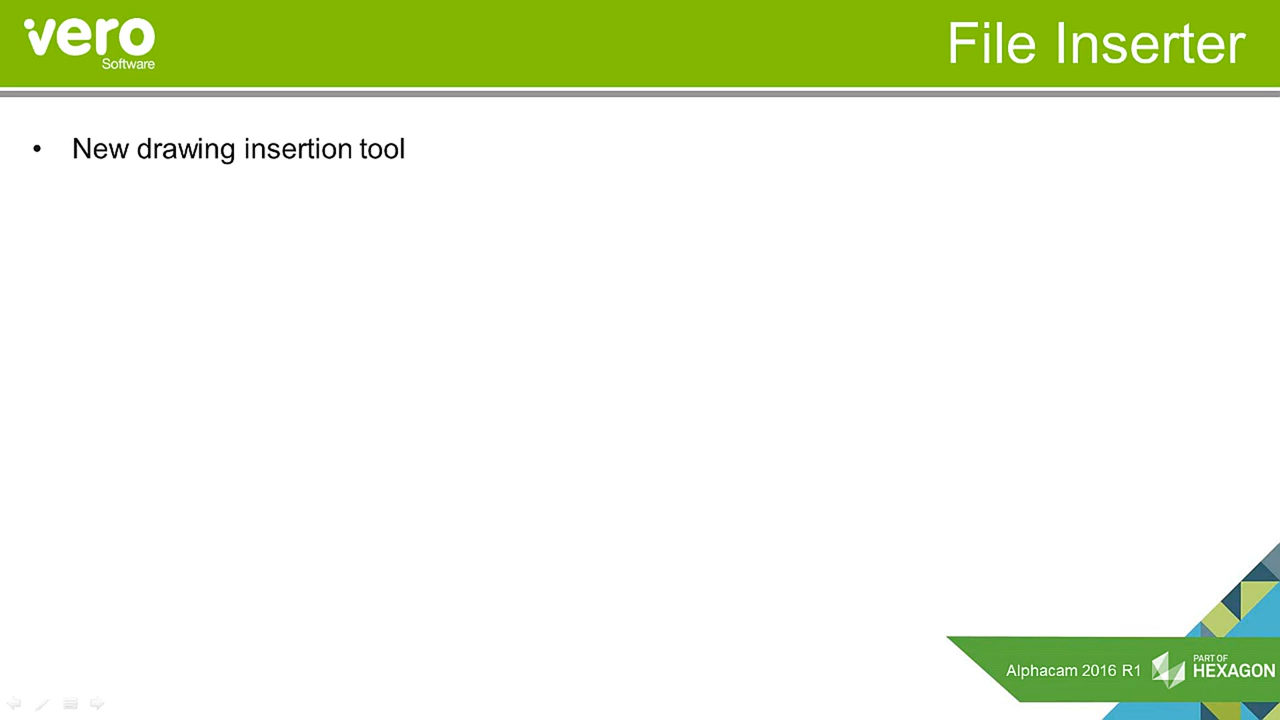 vero
Software
File Inserter
• New drawing insertion tool
Alphacam 2016 R1
PART OF
HEXAGON